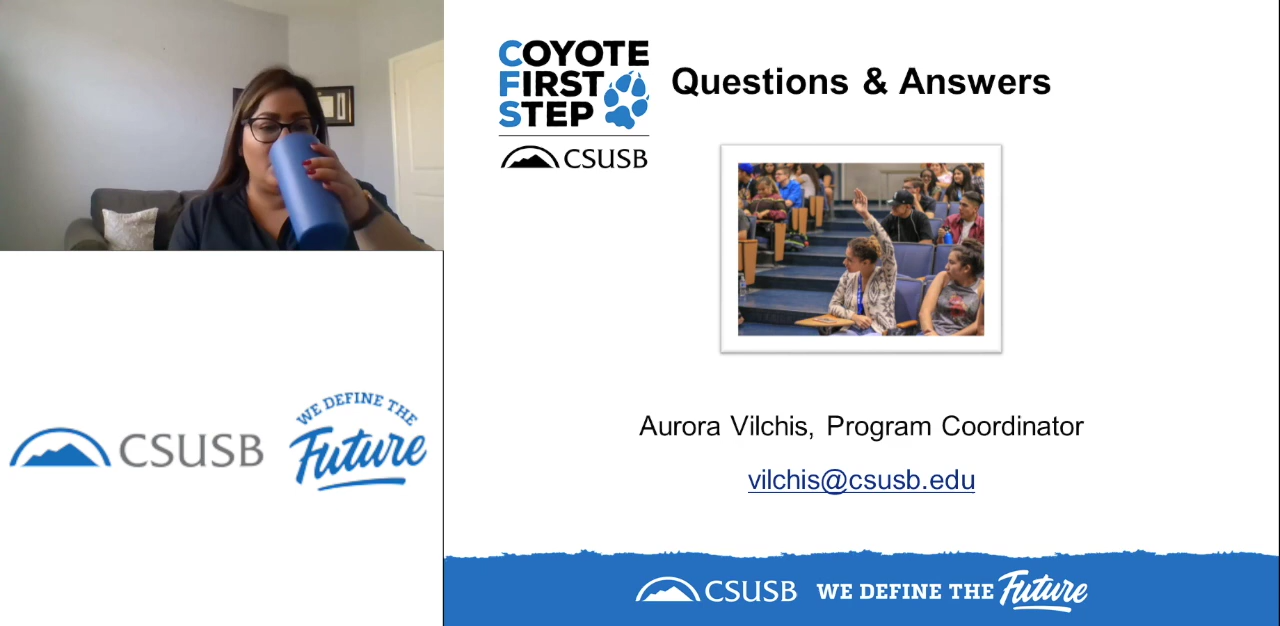 COYOTE
FIRST
STEP
CSUSB
Questions & Answers
Aurora Vilchis, Program Coordinator
vilchis@csusb.edu
CSUSB
WE DEFINE THE
Future
CSUSB WE DEFINE THE Future